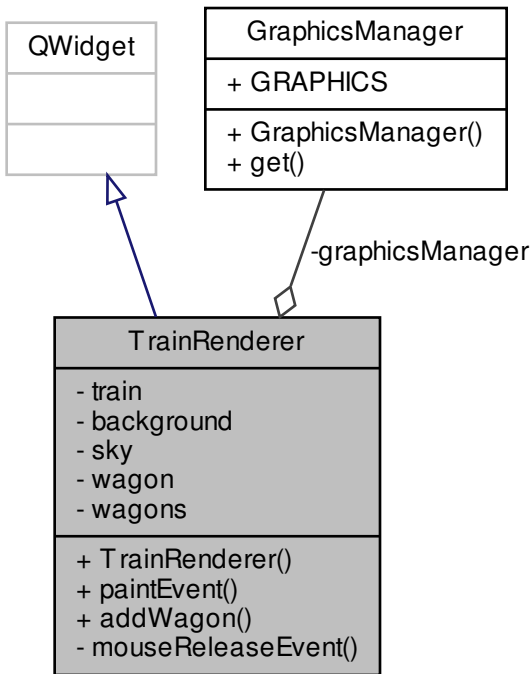 QWidget
GraphicsManager
+ GRAPHICS
+ GraphicsManager()
+ get()
-graphicsManager
TrainRenderer
- train
- background
- sky
- wagon
- wagons
+ TrainRenderer()
+ paintEvent()
+ addWagon()
- mouseReleaseEvent()